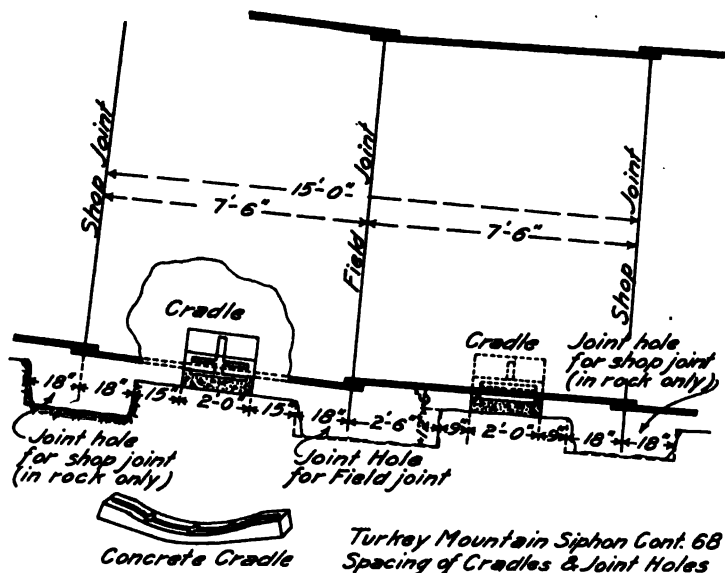 Shop Joint
Field Joint
Shop Joint
15'-0"
7'-6"
7'-6"
Cradle
Cradle
Joint hole
for shop joint
(in rock only)
18" 18" 15" 2'-0" 15" 18" 2'-6" 12" 6" 9" 2'-0" 9" 18" 18"
Joint hole
for shop joint
(in rock only)
Joint Hole
for Field joint
Concrete Cradle
Turkey Mountain Siphon Cont. 68
Spacing of Cradles & Joint Holes